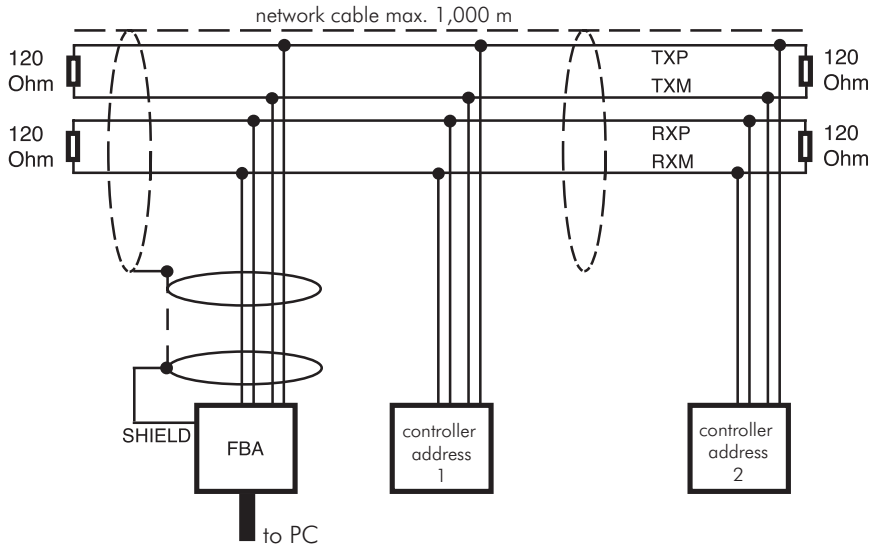 network cable max. 1,000 m
120
Ohm
TXP
TXM
120
Ohm
120
Ohm
RXP
RXM
120
Ohm
SHIELD
FBA
controller
address
1
controller
address
2
to PC